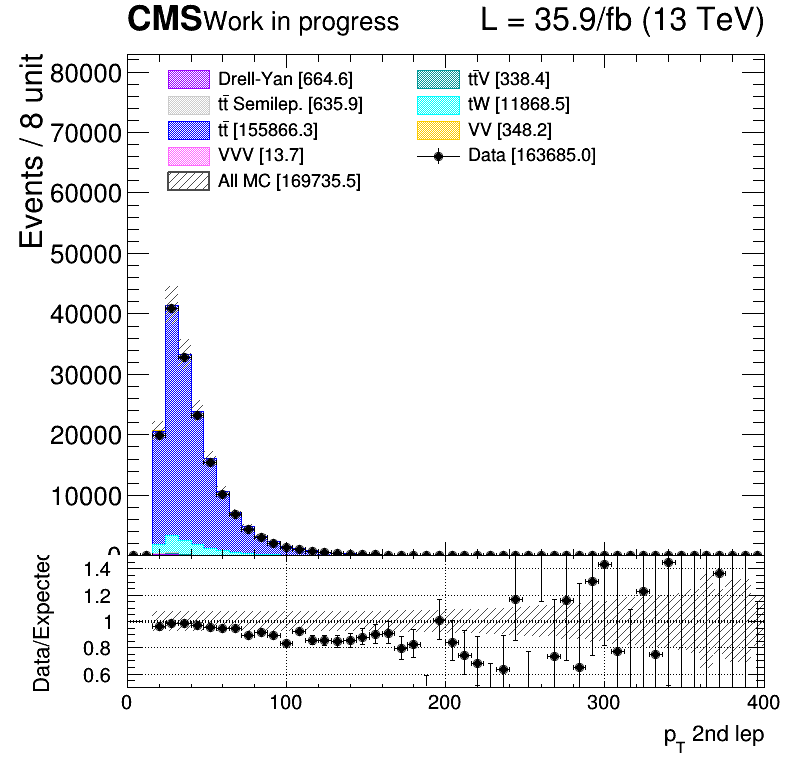 CMS Work in progress L = 35.9/fb (13 TeV)
Events / 8 unit
80000
70000
60000
50000
40000
30000
20000
10000
0
Drell-Yan [664.6]
tt̄ Semilep. [635.9]
tt̄ [155866.3]
VVV [13.7]
All MC [169735.5]
tt̄V [338.4]
tW [11868.5]
VV [348.2]
Data [163685.0]
Data/Expected
1.4
1.2
1
0.8
0.6
0 100 200 300 400
p_T 2nd lep